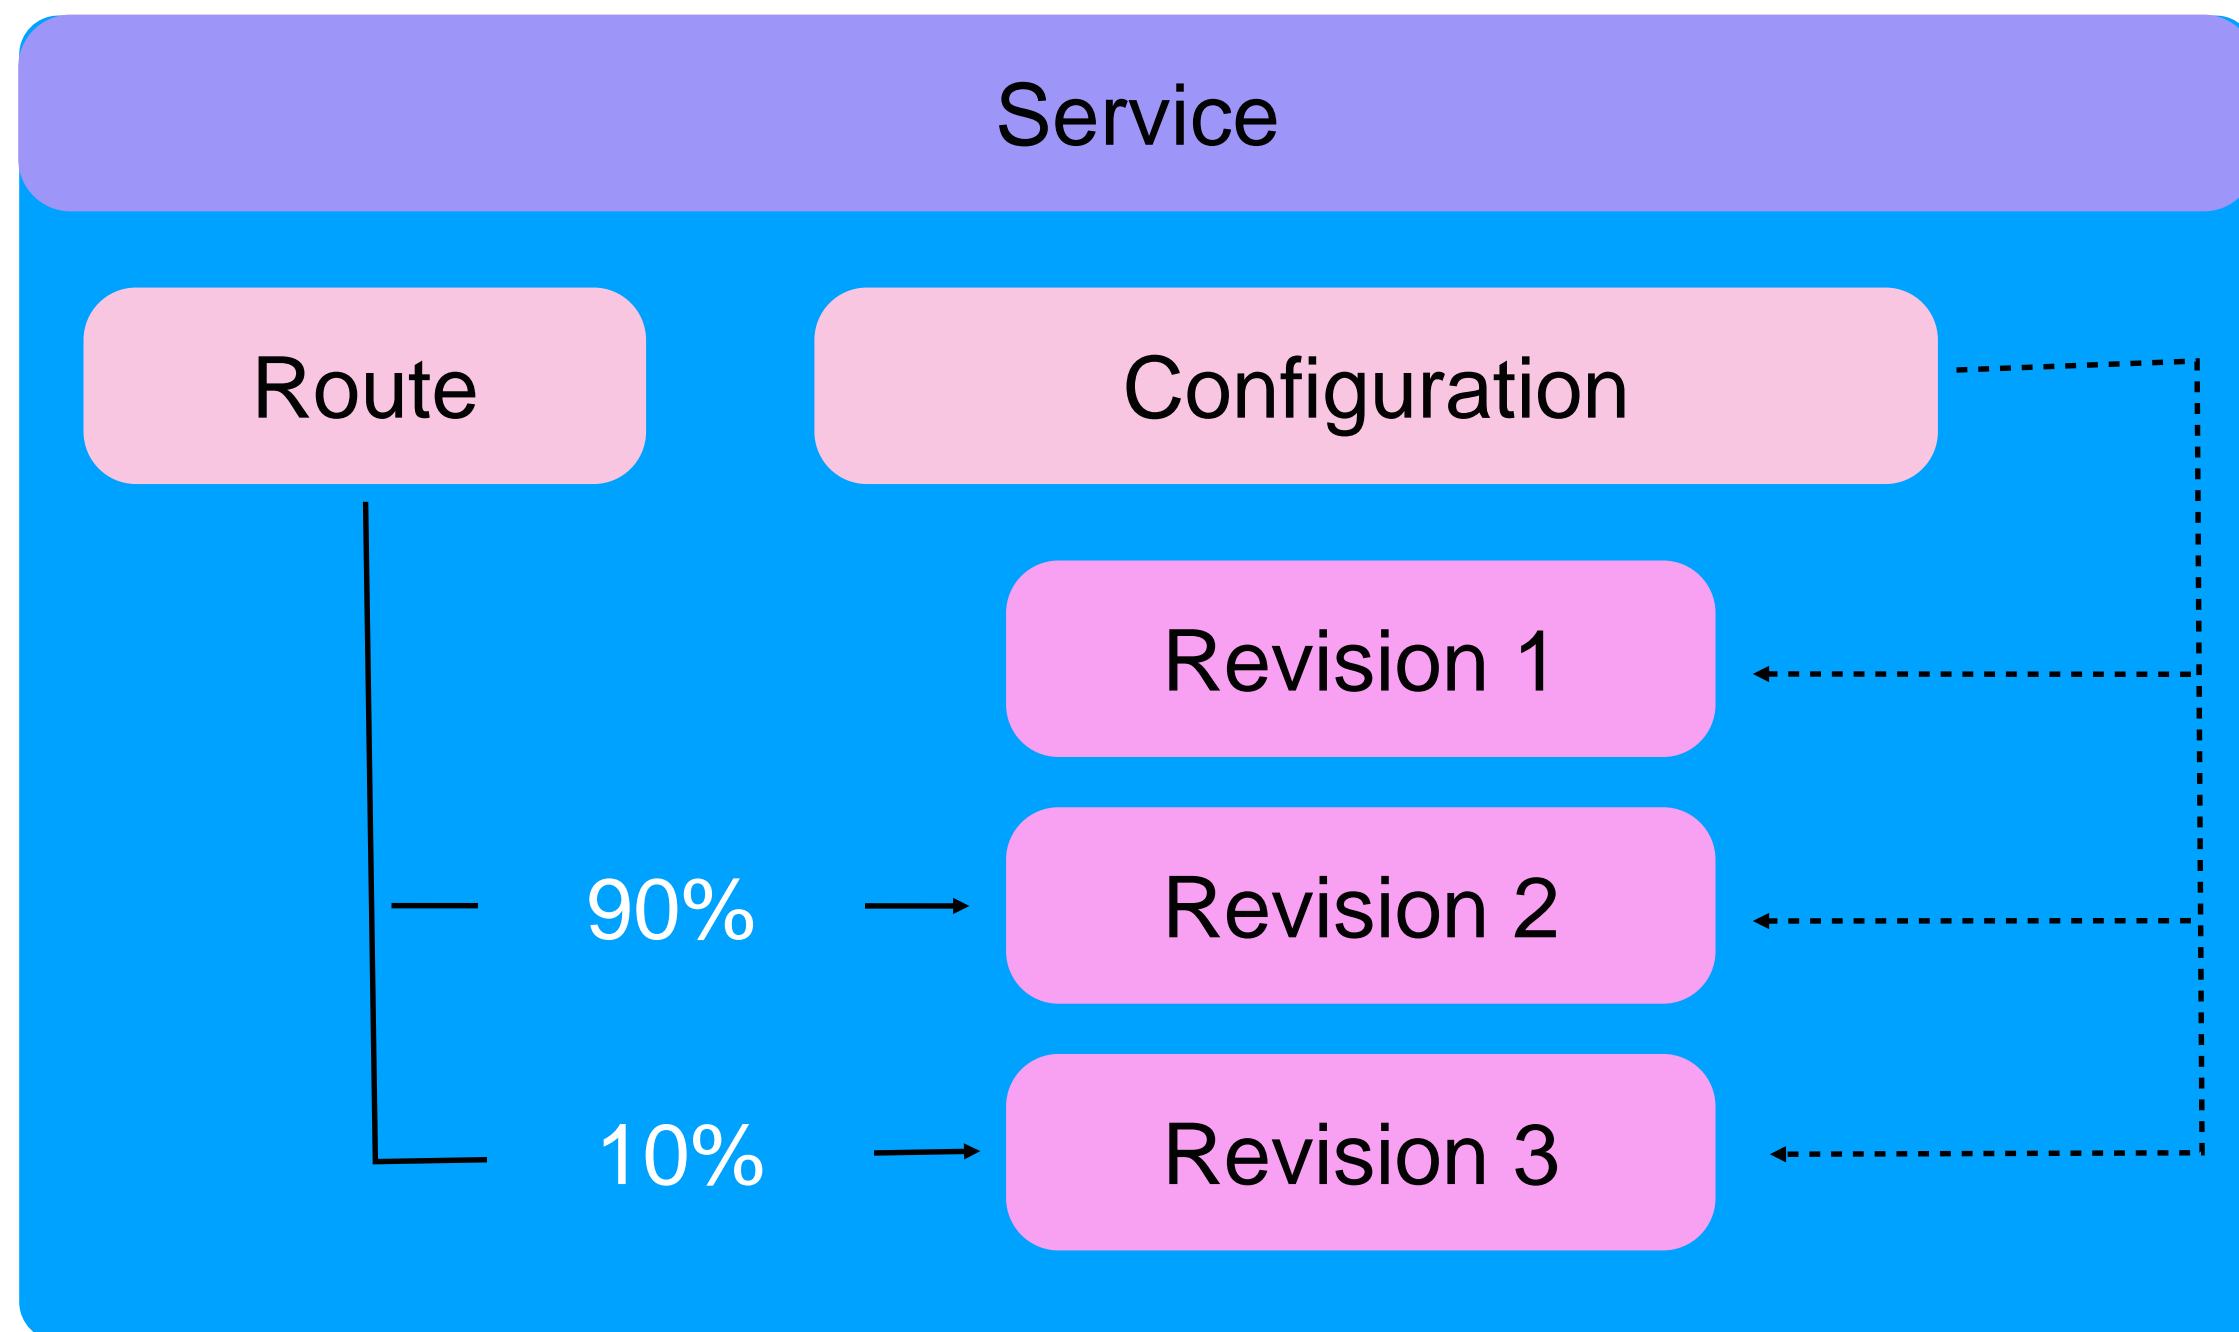 Service
Route
Configuration
Revision 1
90%
Revision 2
10%
Revision 3